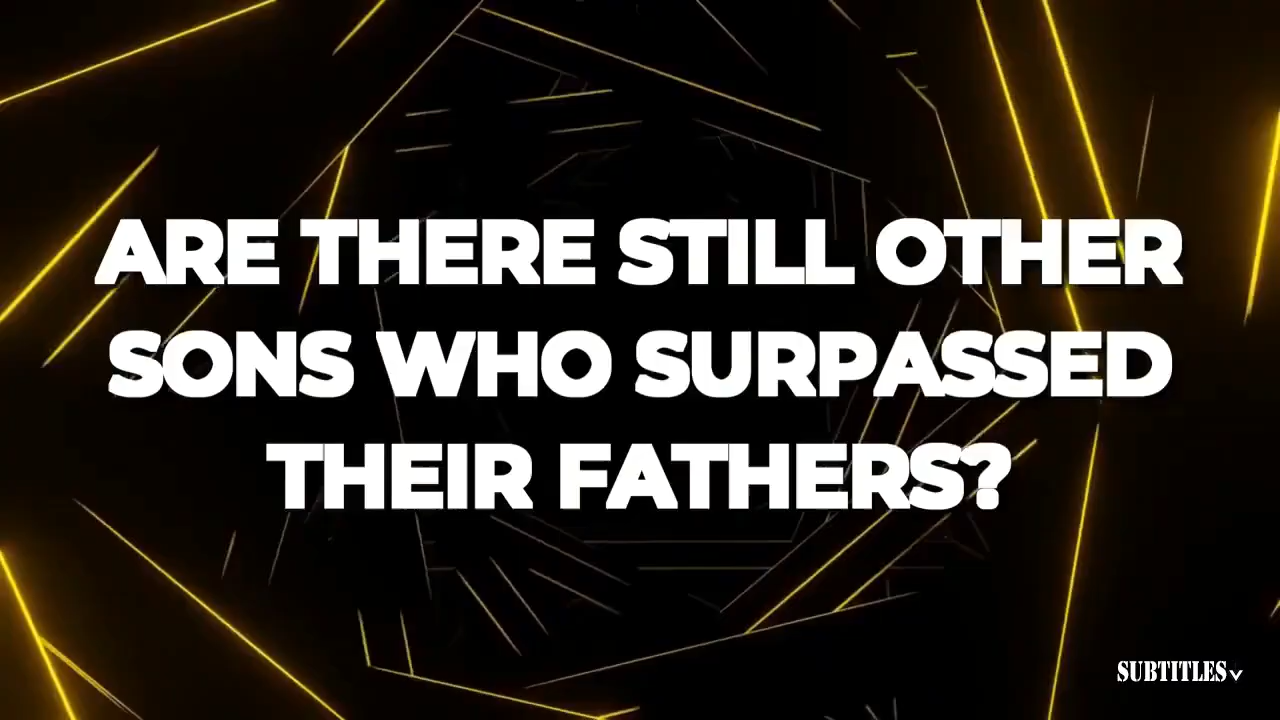 ARE THERE STILL OTHER
SONS WHO SURPASSED
THEIR FATHERS?
SUBTITLES